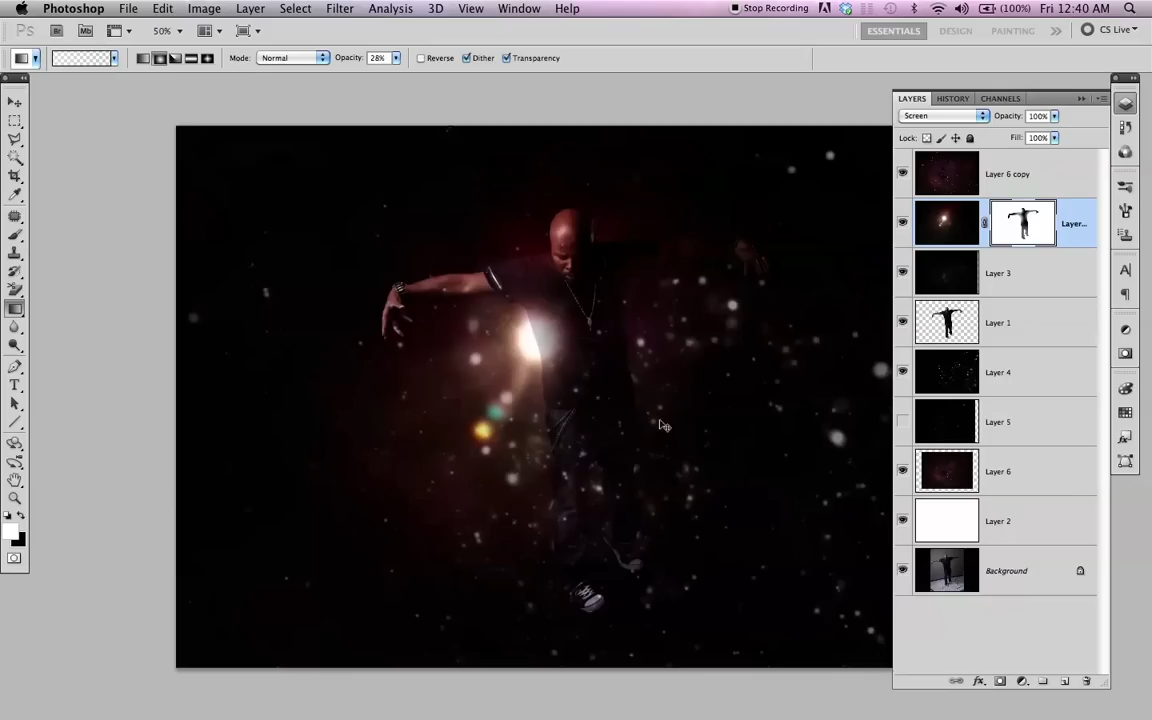 Photoshop File Edit Image Layer Select Filter Analysis 3D View Window Help Stop Recording (100%) Fri 12:40 AM
Br Mb 50% ESSENTIALS DESIGN PAINTING CS Live
Mode: Normal Opacity: 28% Reverse Dither Transparency
LAYERS HISTORY CHANNELS
Screen Opacity: 100%
Lock: Fill: 100%
Layer 6 copy
Layer...
Layer 3
Layer 1
Layer 4
Layer 5
Layer 6
Layer 2
Background